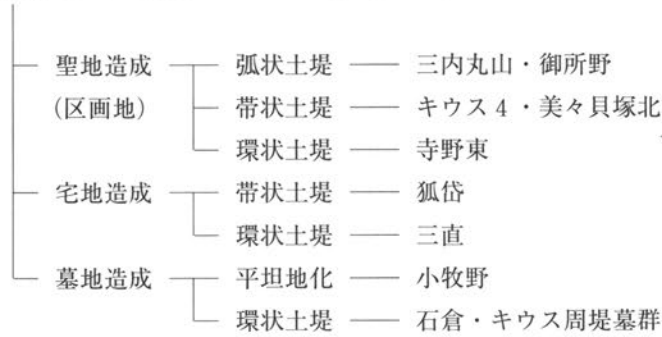 聖地造成 弧状土堤 三内丸山・御所野
(区画地) 帯状土堤 キウス4・美々貝塚北
環状土堤 寺野東
宅地造成 帯状土堤 狐岱
環状土堤 三直
墓地造成 平坦地化 小牧野
環状土堤 石倉・キウス周堤墓群